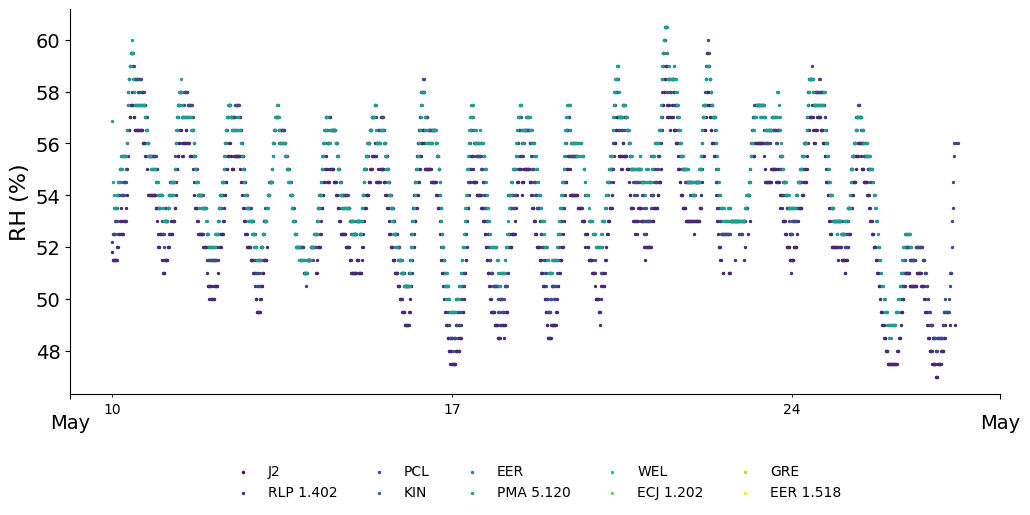 RH (%)
60
58
56
54
52
50
48
10 17 24
May May
J2 PCL EER WEL GRE
RLP 1.402 KIN PMA 5.120 ECJ 1.202 EER 1.518